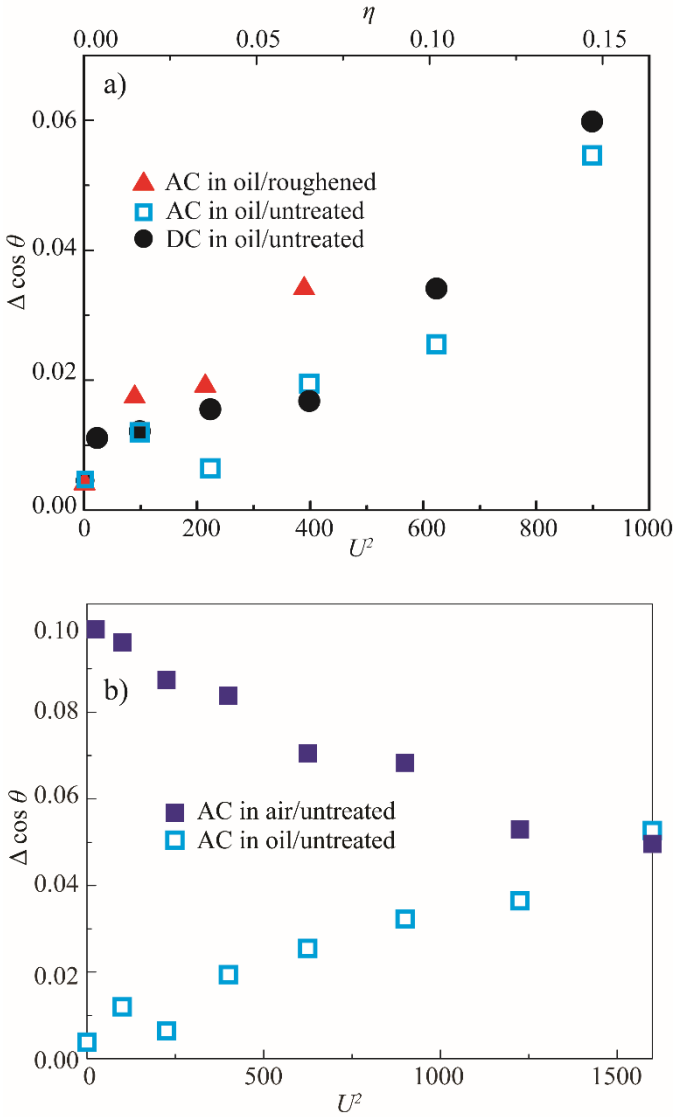 η
0.00 0.05 0.10 0.15
a)
0.06
AC in oil/roughened
AC in oil/untreated
DC in oil/untreated
0.04
Δ cos θ
0.02
0.00
0 200 400 600 800 1000
U²
0.10
b)
0.08
0.06
AC in air/untreated
AC in oil/untreated
Δ cos θ
0.04
0.02
0.00
0 500 1000 1500
U²